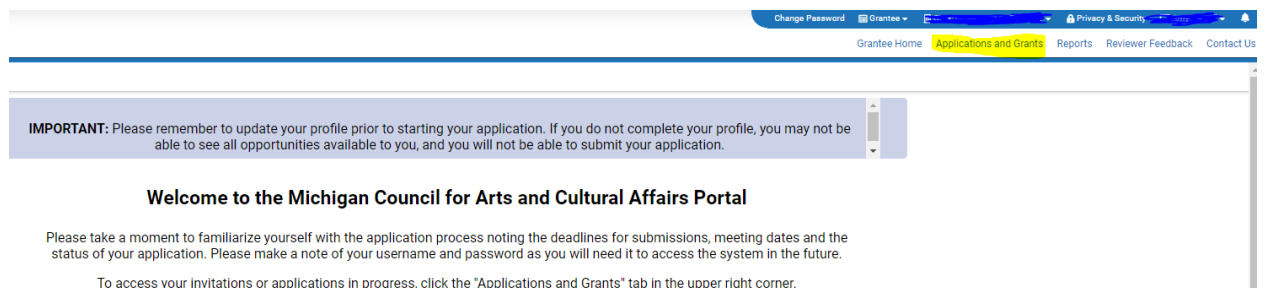 Change Password Grantee Privacy & Security
Grantee Home Applications and Grants Reports Reviewer Feedback Contact Us
IMPORTANT: Please remember to update your profile prior to starting your application. If you do not complete your profile, you may not be
able to see all opportunities available to you, and you will not be able to submit your application.
Welcome to the Michigan Council for Arts and Cultural Affairs Portal
Please take a moment to familiarize yourself with the application process noting the deadlines for submissions, meeting dates and the
status of your application. Please make a note of your username and password as you will need it to access the system in the future.
To access your invitations or applications in progress, click the "Applications and Grants" tab in the upper right corner.